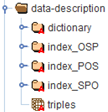 data-description
dictionary
index_OSP
index_POS
index_SPO
triples